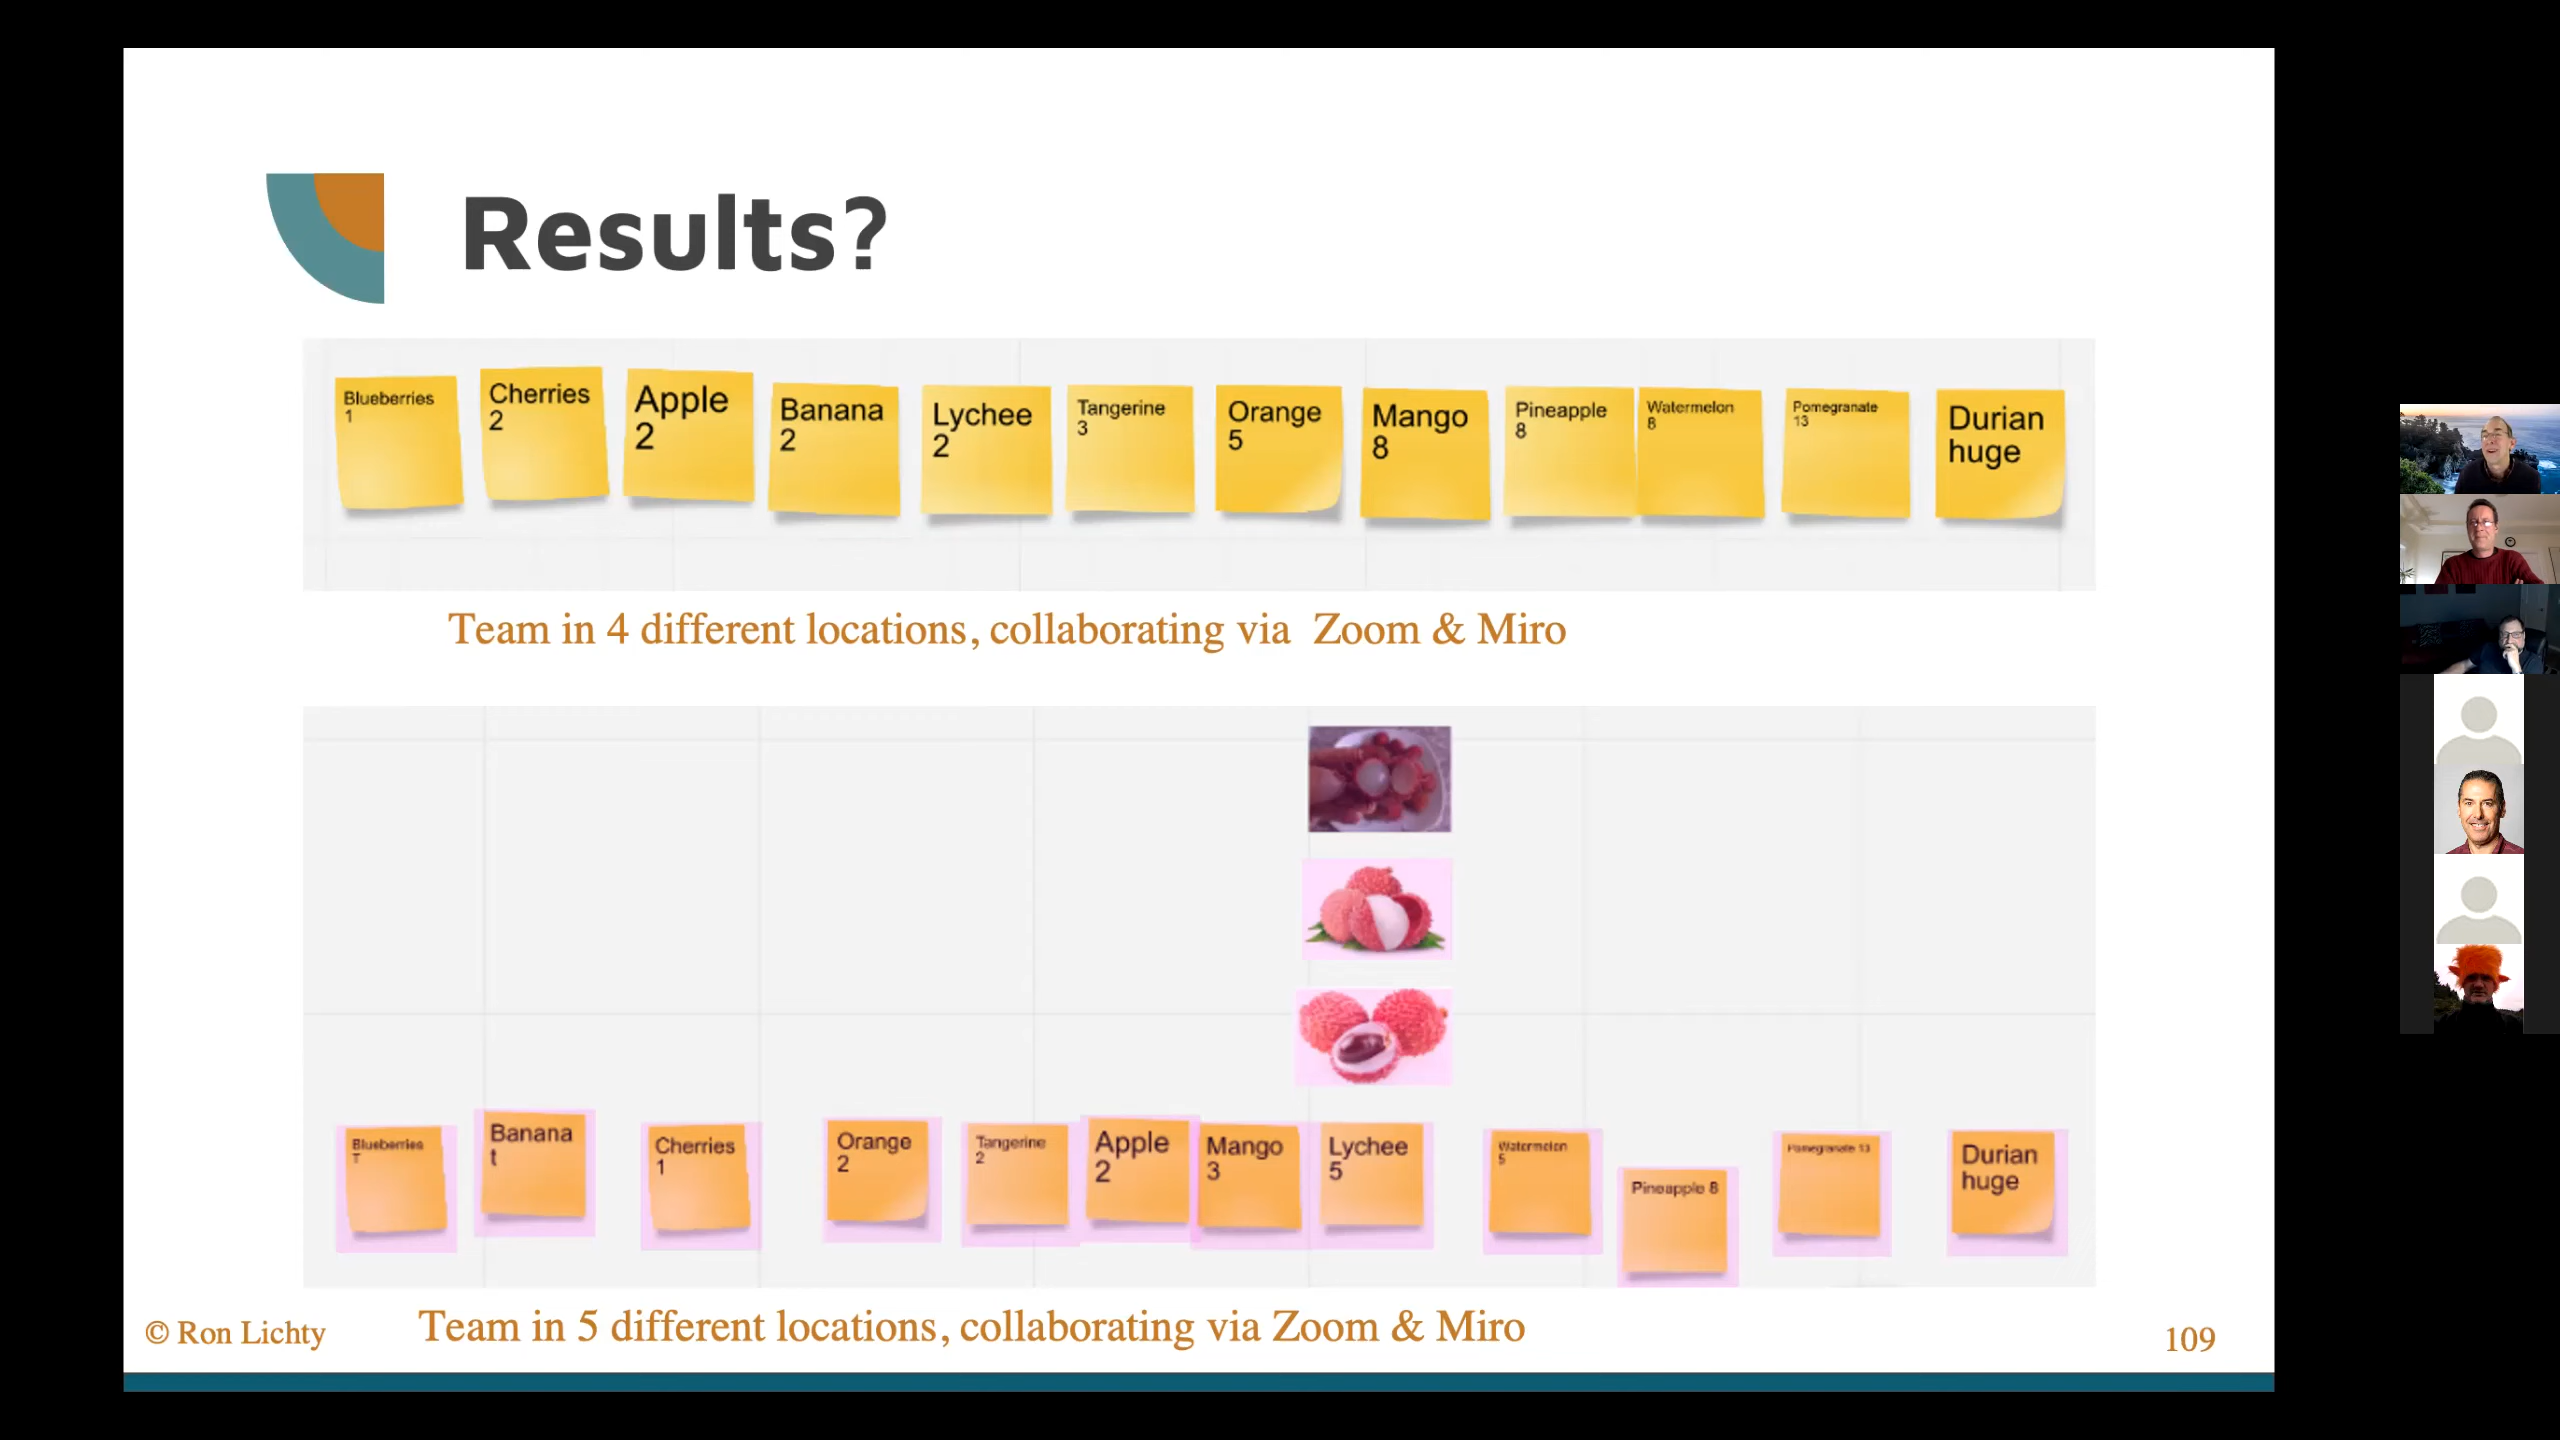 Results?
Blueberries
1
Cherries
2
Apple
2
Banana
2
Lychee
2
Tangerine
3
Orange
5
Mango
8
Pineapple
8
Watermelon
8
Pomegranate
13
Durian
huge
Team in 4 different locations, collaborating via Zoom & Miro
Blueberries
T
Banana
t
Cherries
1
Orange
2
Tangerine
2
Apple
2
Mango
3
Lychee
5
Watermelon
5
Pineapple 8
Pomegranate 13
Durian
huge
© Ron Lichty
Team in 5 different locations, collaborating via Zoom & Miro
109